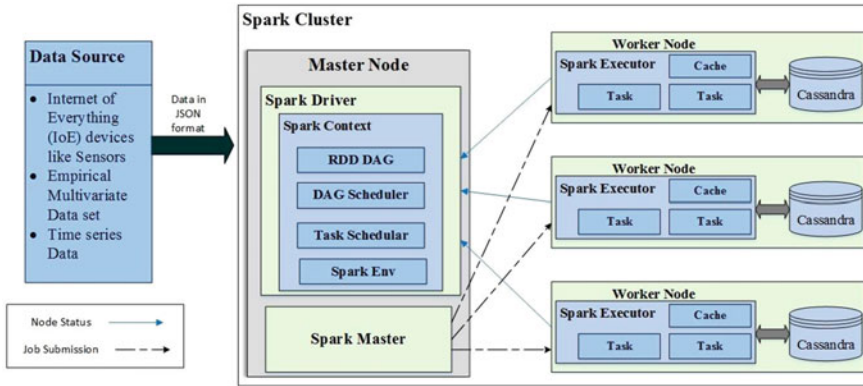 Spark Cluster
Data Source
• Internet of
Everything
(IoE) devices
like Sensors
• Empirical
Multivariate
Data set
• Time series
Data
Data in
JSON
format
Master Node
Spark Driver
Spark Context
RDD DAG
DAG Scheduler
Task Schedular
Spark Env
Spark Master
Worker Node
Spark Executor
Cache
Task
Task
Cassandra
Worker Node
Spark Executor
Cache
Task
Task
Cassandra
Worker Node
Spark Executor
Cache
Task
Task
Cassandra
Node Status
Job Submission